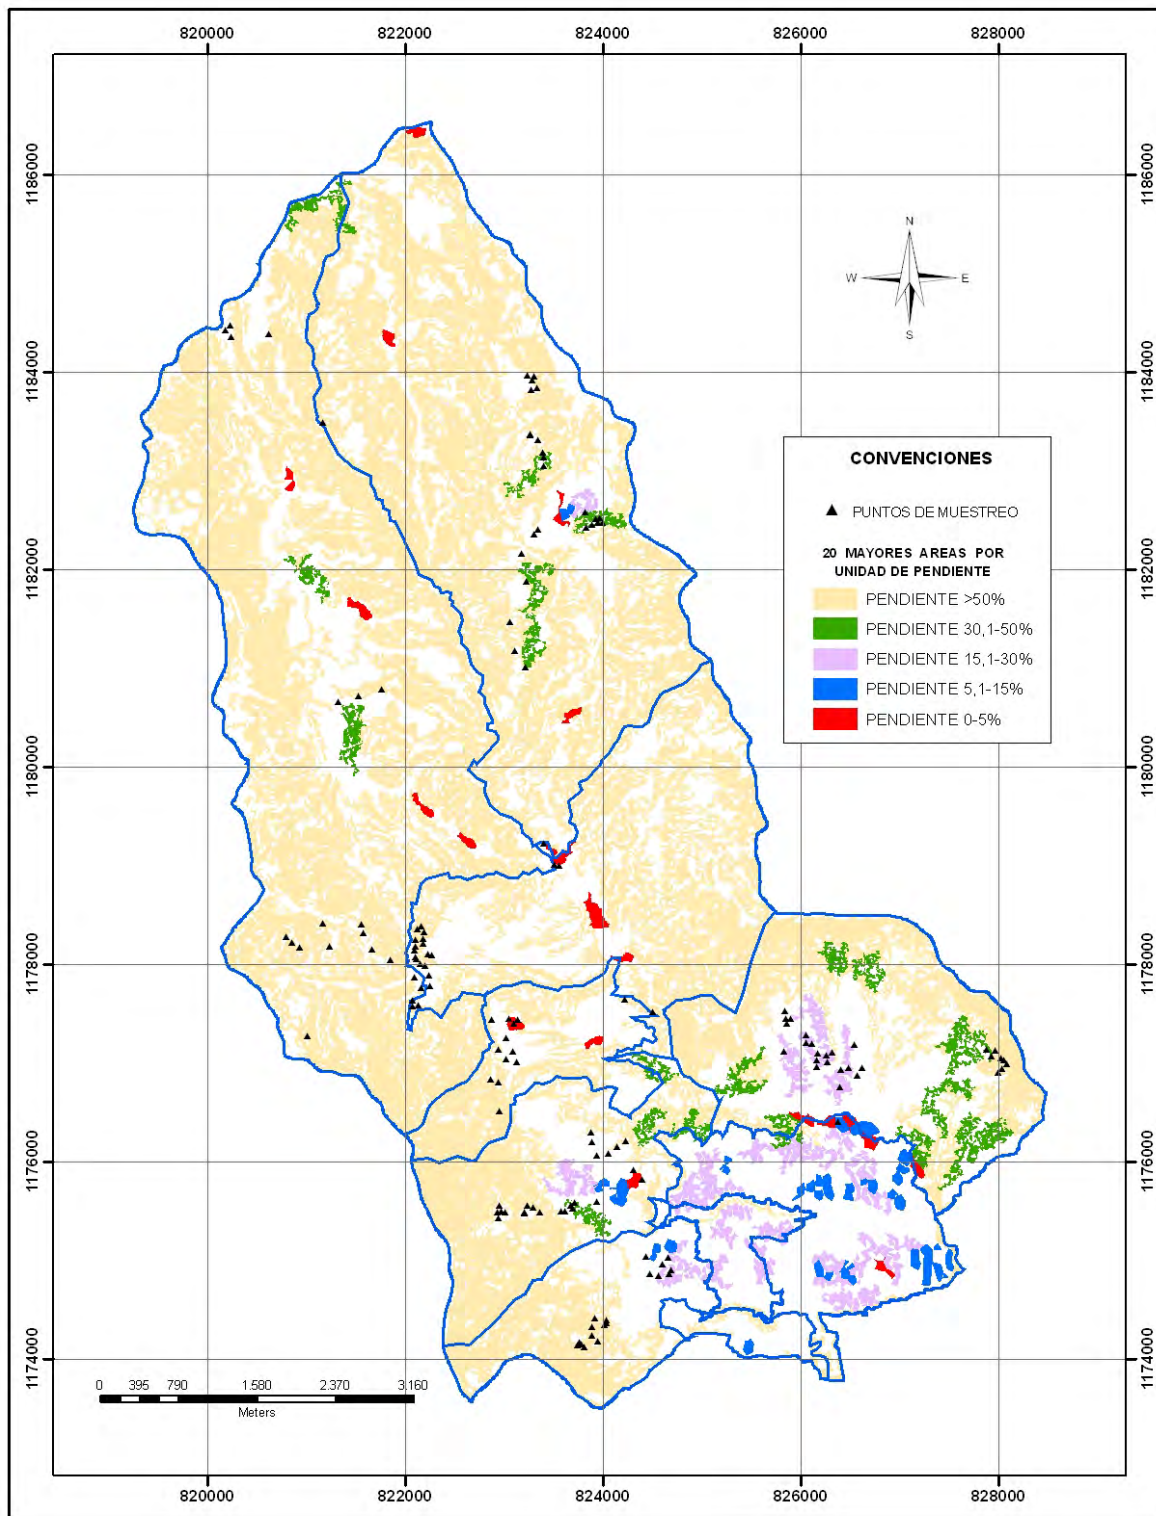 820000 822000 824000 826000 828000
1186000 1186000
N
W E
S
1184000 1184000
CONVENCIONES
PUNTOS DE MUESTREO
20 MAYORES AREAS POR
UNIDAD DE PENDIENTE
PENDIENTE >50%
PENDIENTE 30,1-50%
PENDIENTE 15,1-30%
PENDIENTE 5,1-15%
PENDIENTE 0-5%
1182000 1182000
1180000 1180000
1178000 1178000
1176000 1176000
1174000 1174000
0 395 790 1.580 2.370 3.160
Meters
820000 822000 824000 826000 828000